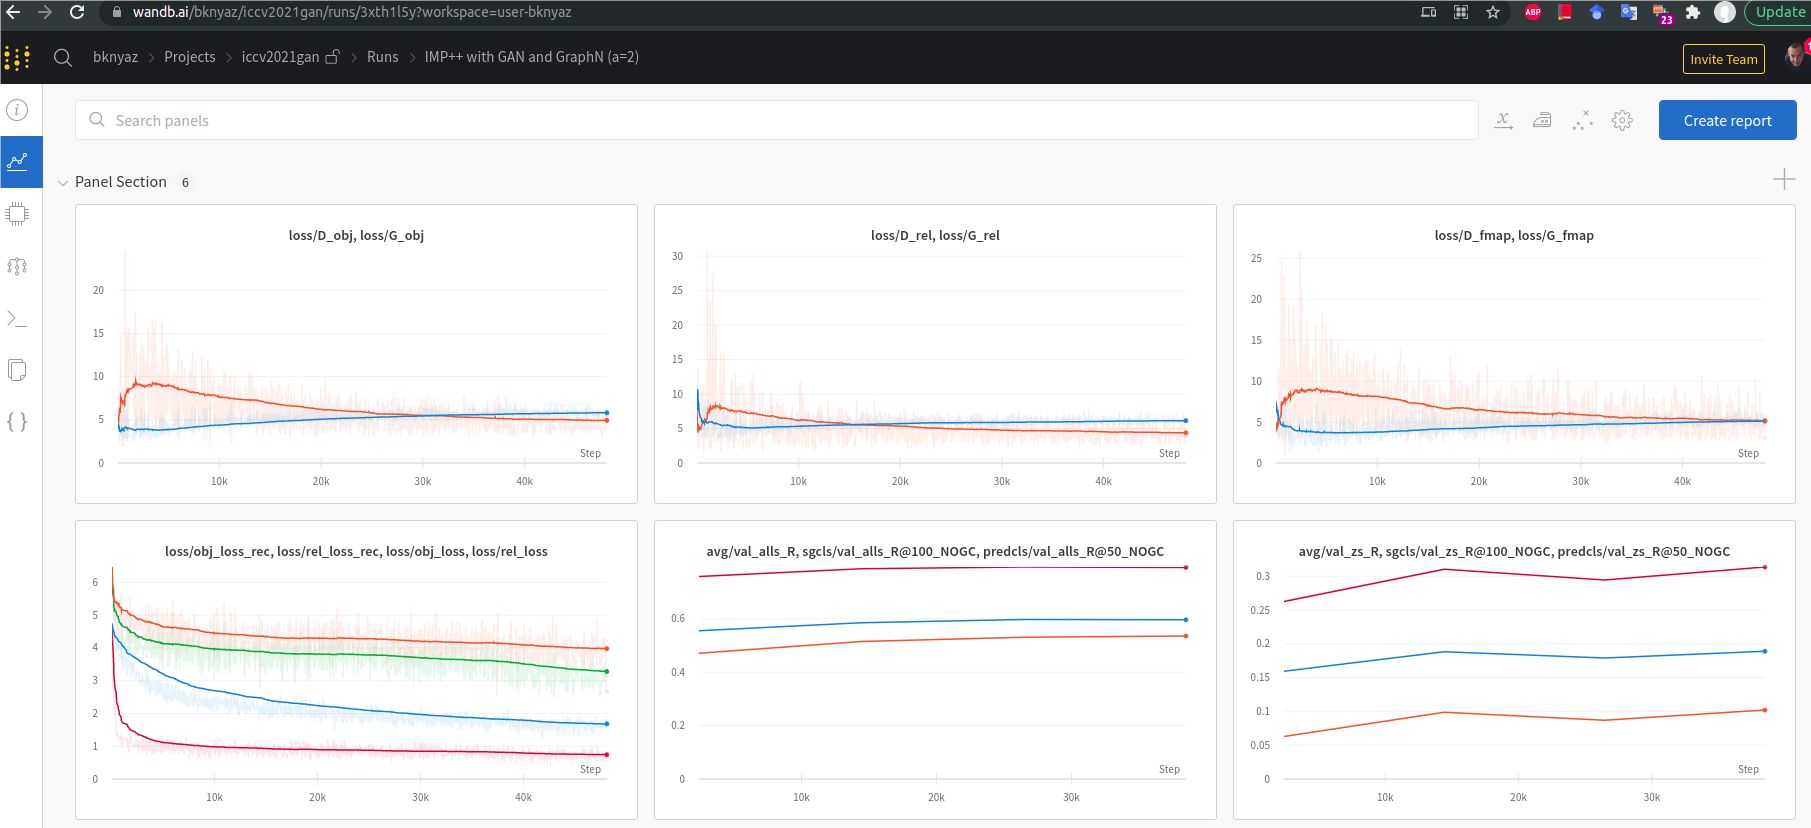 wandb.ai/bknyaz/iccv2021gan/runs/3xth1l5y?workspace=user-bknyaz
ABP
23
Update
bknyaz > Projects > iccv2021gan > Runs > IMP++ with GAN and GraphN (a=2)
Invite Team
Search panels
Create report
Panel Section 6
loss/D_obj, loss/G_obj
20
15
10
5
0
10k 20k 30k 40k
Step
loss/D_rel, loss/G_rel
30
25
20
15
10
5
0
10k 20k 30k 40k
Step
loss/D_fmap, loss/G_fmap
25
20
15
10
5
0
10k 20k 30k 40k
Step
loss/obj_loss_rec, loss/rel_loss_rec, loss/obj_loss, loss/rel_loss
6
5
4
3
2
1
0
10k 20k 30k 40k
Step
avg/val_alls_R, sgcls/val_alls_R@100_NOGC, predcls/val_alls_R@50_NOGC
0.6
0.4
0.2
0
10k 20k 30k
Step
avg/val_zs_R, sgcls/val_zs_R@100_NOGC, predcls/val_zs_R@50_NOGC
0.3
0.25
0.2
0.15
0.1
0.05
0
10k 20k 30k
Step